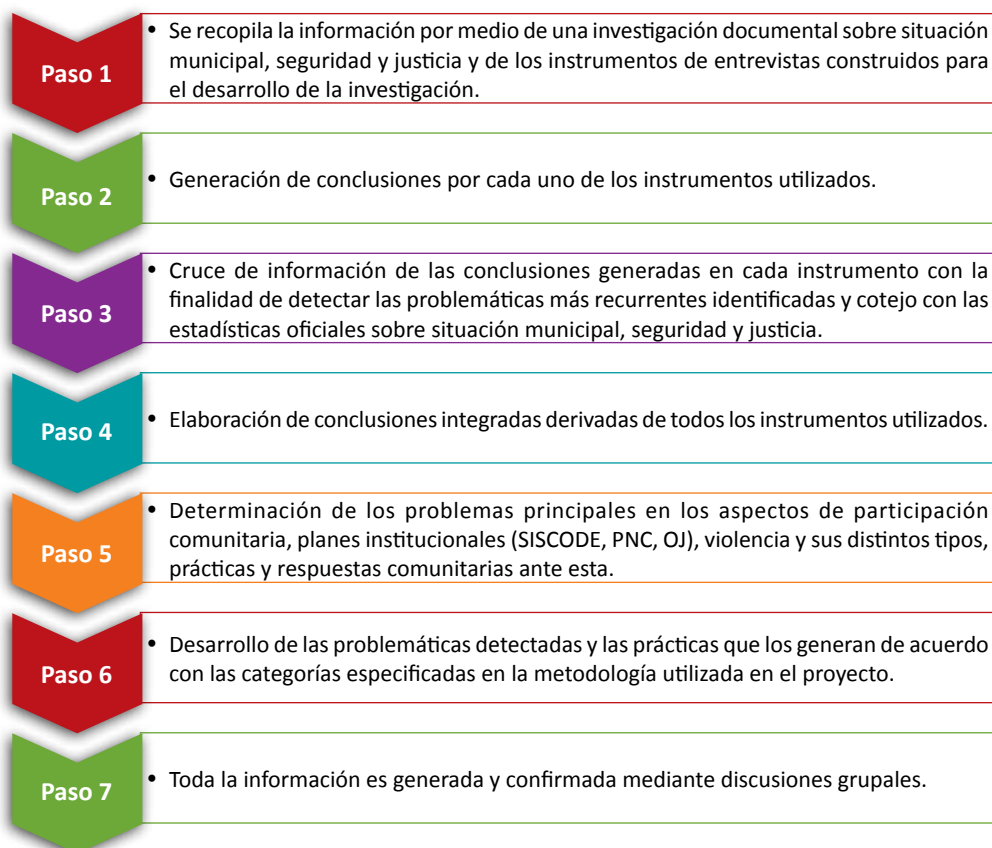 Paso 1
• Se recopila la información por medio de una investigación documental sobre situación
municipal, seguridad y justicia y de los instrumentos de entrevistas construidos para
el desarrollo de la investigación.
Paso 2
• Generación de conclusiones por cada uno de los instrumentos utilizados.
Paso 3
• Cruce de información de las conclusiones generadas en cada instrumento con la
finalidad de detectar las problemáticas más recurrentes identificadas y cotejo con las
estadísticas oficiales sobre situación municipal, seguridad y justicia.
Paso 4
• Elaboración de conclusiones integradas derivadas de todos los instrumentos utilizados.
Paso 5
• Determinación de los problemas principales en los aspectos de participación
comunitaria, planes institucionales (SISCODE, PNC, OJ), violencia y sus distintos tipos,
prácticas y respuestas comunitarias ante esta.
Paso 6
• Desarrollo de las problemáticas detectadas y las prácticas que los generan de acuerdo
con las categorías especificadas en la metodología utilizada en el proyecto.
Paso 7
• Toda la información es generada y confirmada mediante discusiones grupales.